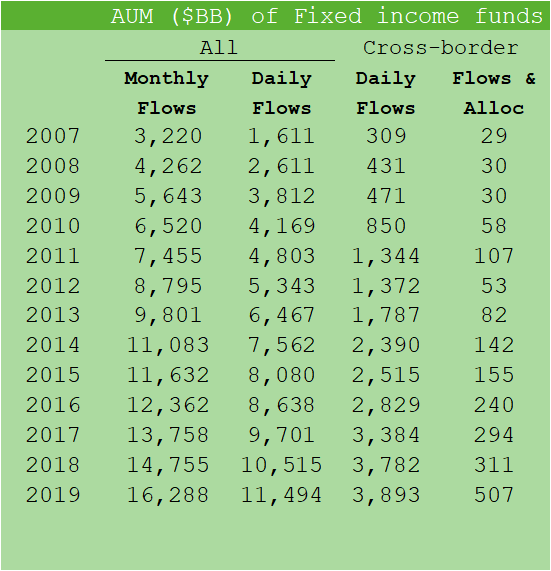 AUM ($BB) of Fixed income funds
All Cross-border
Monthly Daily Daily Flows &
Flows Flows Flows Alloc
2007 3,220 1,611 309 29
2008 4,262 2,611 431 30
2009 5,643 3,812 471 30
2010 6,520 4,169 850 58
2011 7,455 4,803 1,344 107
2012 8,795 5,343 1,372 53
2013 9,801 6,467 1,787 82
2014 11,083 7,562 2,390 142
2015 11,632 8,080 2,515 155
2016 12,362 8,638 2,829 240
2017 13,758 9,701 3,384 294
2018 14,755 10,515 3,782 311
2019 16,288 11,494 3,893 507